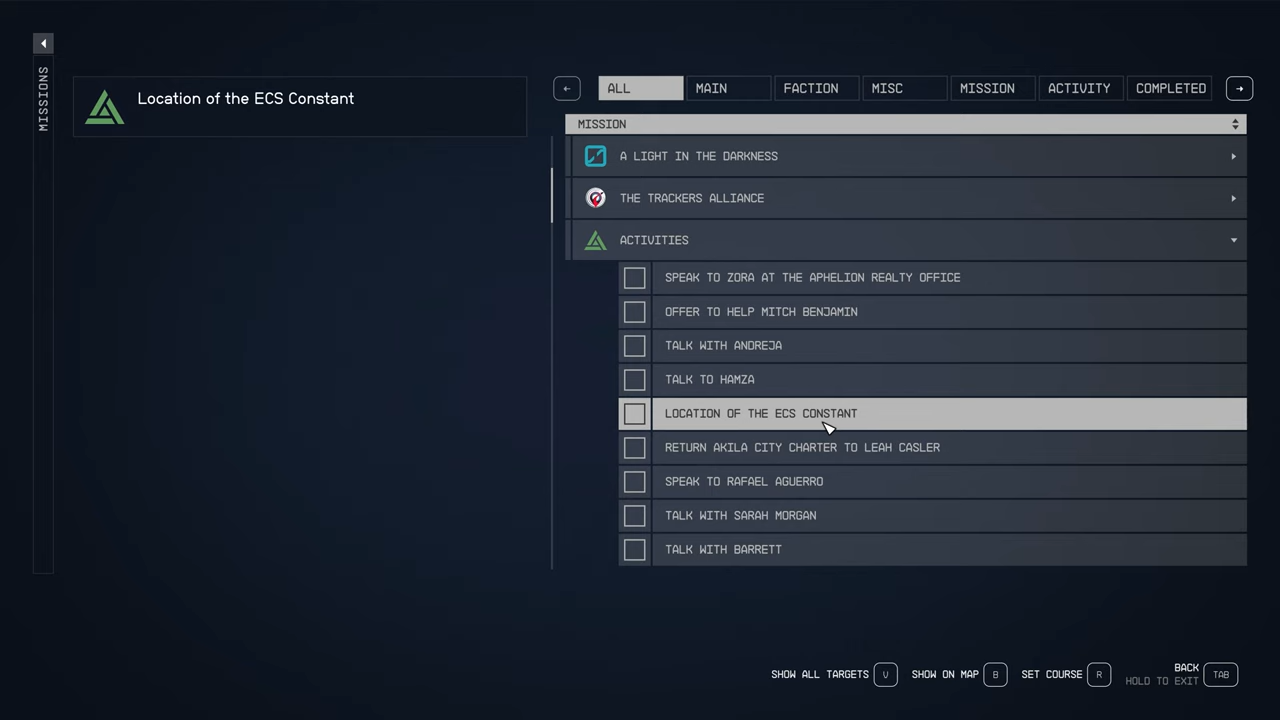 MISSIONS
Location of the ECS Constant
ALL
MAIN
FACTION
MISC
MISSION
ACTIVITY
COMPLETED
MISSION
A LIGHT IN THE DARKNESS
THE TRACKERS ALLIANCE
ACTIVITIES
SPEAK TO ZORA AT THE APHELION REALTY OFFICE
OFFER TO HELP MITCH BENJAMIN
TALK WITH ANDREJA
TALK TO HAMZA
LOCATION OF THE ECS CONSTANT
RETURN AKILA CITY CHARTER TO LEAH CASLER
SPEAK TO RAFAEL AGUERRO
TALK WITH SARAH MORGAN
TALK WITH BARRETT
SHOW ALL TARGETS V
SHOW ON MAP B
SET COURSE R
BACK
HOLD TO EXIT
TAB